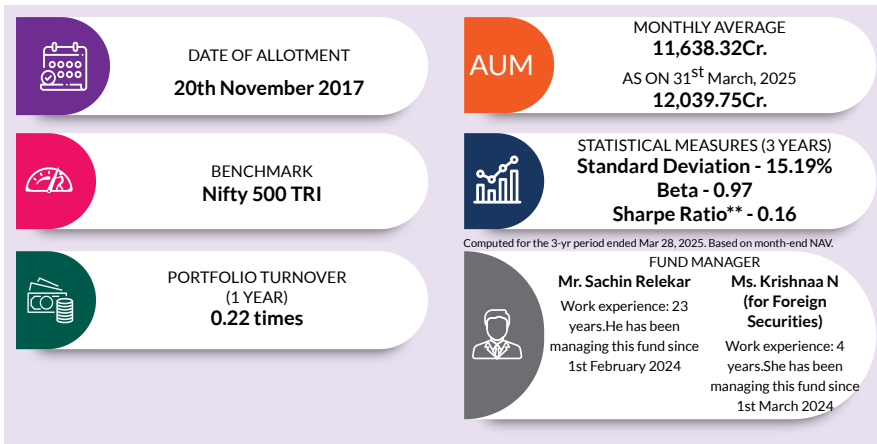 DATE OF ALLOTMENT
20th November 2017
BENCHMARK
Nifty 500 TRI
PORTFOLIO TURNOVER
(1 YEAR)
0.22 times
AUM
MONTHLY AVERAGE
11,638.32Cr.
AS ON 31st March, 2025
12,039.75Cr.
STATISTICAL MEASURES (3 YEARS)
Standard Deviation - 15.19%
Beta - 0.97
Sharpe Ratio** - 0.16
Computed for the 3-yr period ended Mar 28, 2025. Based on month-end NAV.
FUND MANAGER
Mr. Sachin Relekar
Work experience: 23
years.He has been
managing this fund since
1st February 2024
Ms. Krishnaa N
(for Foreign
Securities)
Work experience: 4
years.She has been
managing this fund since
1st March 2024